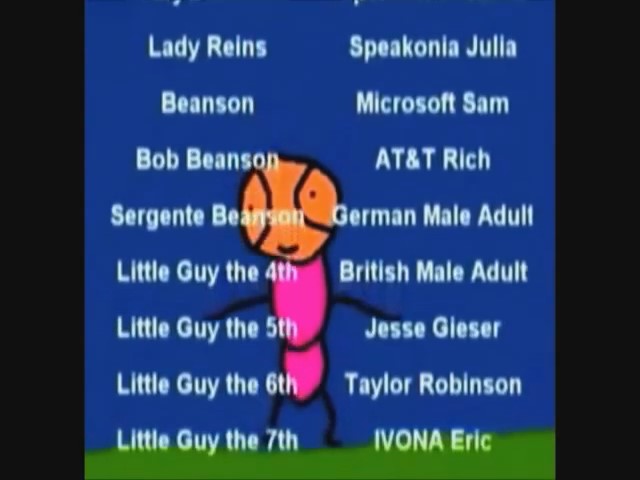 Lady Reins Speakonia Julia
Beanson Microsoft Sam
Bob Beanson AT&T Rich
Sergente Beanson German Male Adult
Little Guy the 4th British Male Adult
Little Guy the 5th Jesse Gieser
Little Guy the 6th Taylor Robinson
Little Guy the 7th IVONA Eric